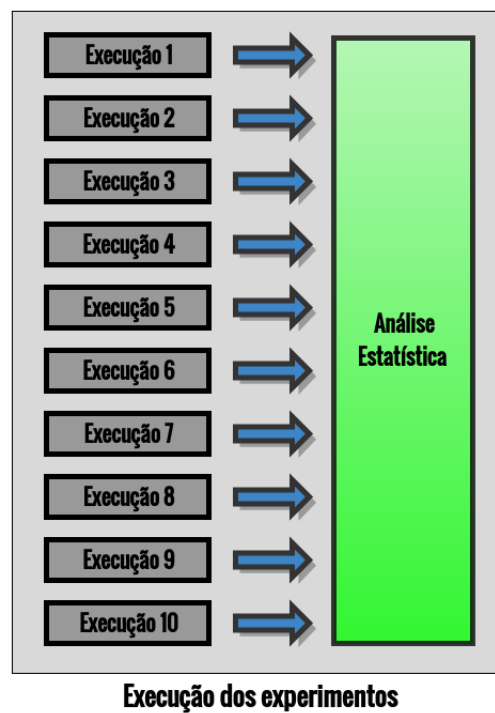 Execução 1
Execução 2
Execução 3
Execução 4
Execução 5
Execução 6
Execução 7
Execução 8
Execução 9
Execução 10
Análise
Estatística
Execução dos experimentos